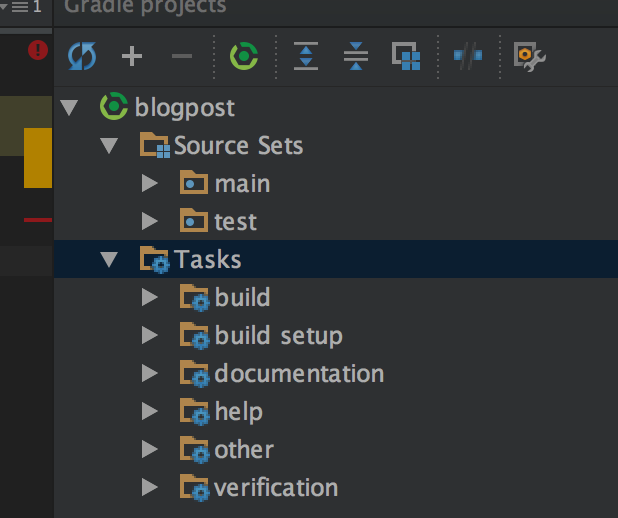 1
Gradle projects
blogpost
Source Sets
main
test
Tasks
build
build setup
documentation
help
other
verification